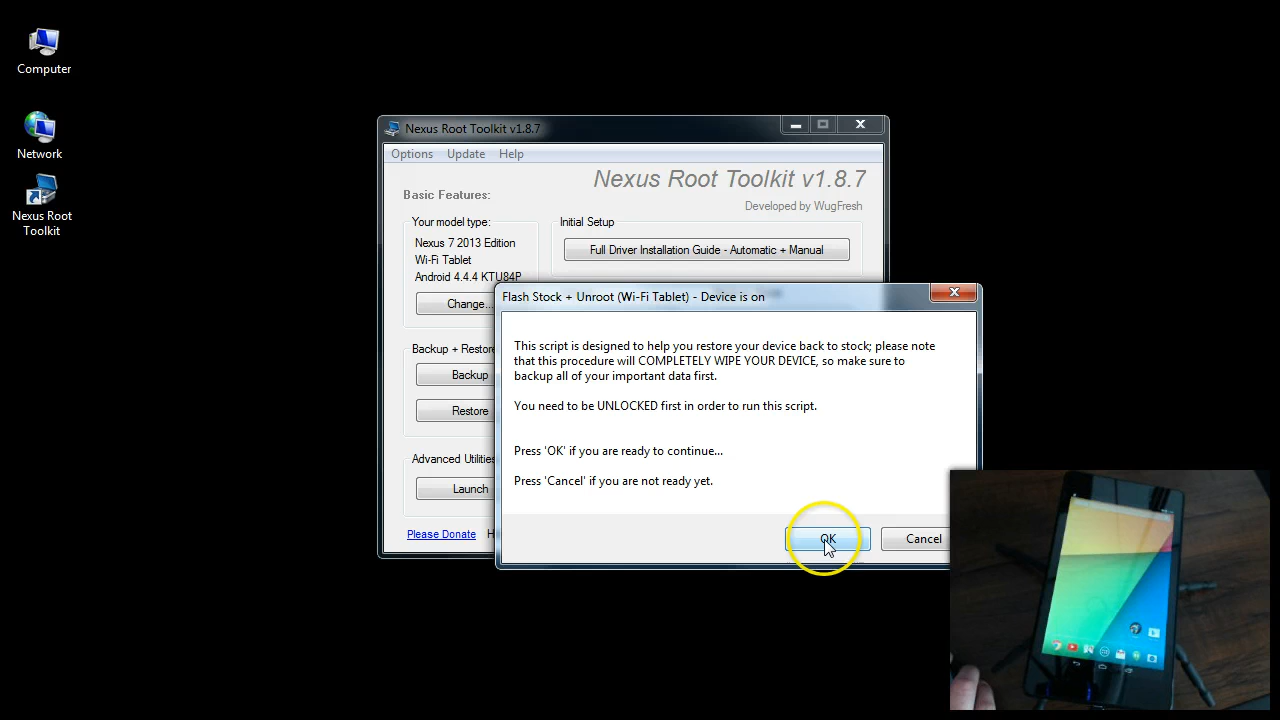 Computer
Network
Nexus Root
Toolkit
Nexus Root Toolkit v1.8.7
Options Update Help
Nexus Root Toolkit v1.8.7
Developed by WugFresh
Basic Features:
Your model type:
Nexus 7 2013 Edition
Wi-Fi Tablet
Android 4.4.4 KTU84P
Change...
Initial Setup
Full Driver Installation Guide - Automatic + Manual
Backup + Restore
Backup
Restore
Advanced Utilities
Launch
Please Donate H
Flash Stock + Unroot (Wi-Fi Tablet) - Device is on
This script is designed to help you restore your device back to stock; please note
that this procedure will COMPLETELY WIPE YOUR DEVICE, so make sure to
backup all of your important data first.
You need to be UNLOCKED first in order to run this script.
Press 'OK' if you are ready to continue...
Press 'Cancel' if you are not ready yet.
OK
Cancel